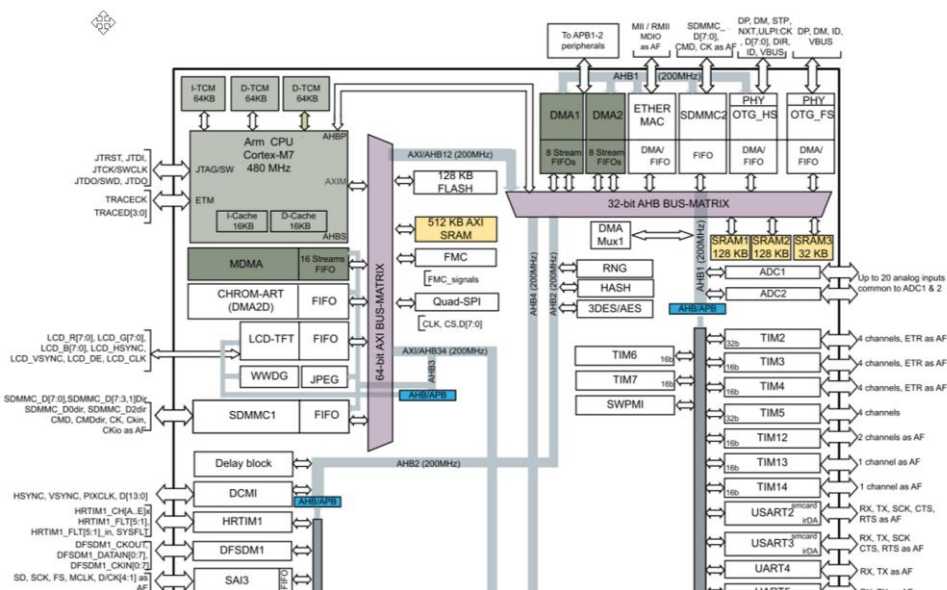 To APB1-2
peripherals
MII / RMII
MDIO
as AF
SDMMC_
D[7:0],
CMD, CK as AF
DP, DM, STP,
NXT,ULPI:CK
, D[7:0], DIR,
ID, VBUS
DP, DM, ID,
VBUS
AHB1 (200MHz)
I-TCM
64KB
D-TCM
64KB
D-TCM
64KB
DMA1
8 Stream
FIFOs
DMA2
8 Stream
FIFOs
ETHER
MAC
DMA/
FIFO
SDMMC2
FIFO
PHY
OTG_HS
DMA/
FIFO
PHY
OTG_FS
DMA/
FIFO
AHBP
Arm CPU
Cortex-M7
480 MHz
JTRST, JTDI,
JTCK/SWCLK
JTDO/SWD, JTDO
JTAG/SW
AXIM
TRACECK
TRACED[3:0]
ETM
I-Cache
16KB
D-Cache
16KB
AHBS
AXI/AHB12 (200MHz)
128 KB
FLASH
512 KB AXI
SRAM
FMC
FMC_signals
Quad-SPI
CLK, CS,D[7:0]
64-bit AXI BUS-MATRIX
32-bit AHB BUS-MATRIX
DMA
Mux1
SRAM1
128 KB
SRAM2
128 KB
SRAM3
32 KB
MDMA
16 Streams
FIFO
CHROM-ART
(DMA2D)
FIFO
LCD_R[7:0], LCD_G[7:0],
LCD_B[7:0], LCD_HSYNC,
LCD_VSYNC, LCD_DE, LCD_CLK
LCD-TFT
FIFO
WWDG
JPEG
AXI/AHB34 (200MHz)
AHB3
AHB/APB
SDMMC_D[7:0],SDMMC_D[7:3,1]Dir
SDMMC_D0dir, SDMMC_D2dir
CMD, CMDdir, CK, Ckin,
CKio as AF
SDMMC1
FIFO
RNG
HASH
3DES/AES
AHB4 (200MHz)
AHB2 (200MHz)
AHB1 (200MHz)
ADC1
ADC2
Up to 20 analog inputs
common to ADC1 & 2
AHB/APB
TIM6
16b
TIM7
16b
SWPMI
TIM2
32b
4 channels, ETR as AF
TIM3
16b
4 channels, ETR as AF
TIM4
16b
4 channels, ETR as AF
TIM5
32b
4 channels
TIM12
16b
2 channels as AF
TIM13
16b
1 channel as AF
TIM14
16b
1 channel as AF
USART2
smcard
irDA
RX, TX, SCK, CTS,
RTS as AF
USART3
smcard
irDA
RX, TX, SCK
CTS, RTS as AF
UART4
RX, TX as AF
UART5
Delay block
AHB2 (200MHz)
HSYNC, VSYNC, PIXCLK, D[13:0]
DCMI
AHB/APB
HRTIM1_CH[A..E]x
HRTIM1_FLT[5:1],
HRTIM1_FLT[5:1]_in, SYSFLT
HRTIM1
DFSDM1_CKOUT,
DFSDM1_DATAIN[0:7],
DFSDM1_CKIN[0:7]
DFSDM1
SD, SCK, FS, MCLK, D/CK[4:1] as
AF
SAI3
FIFO